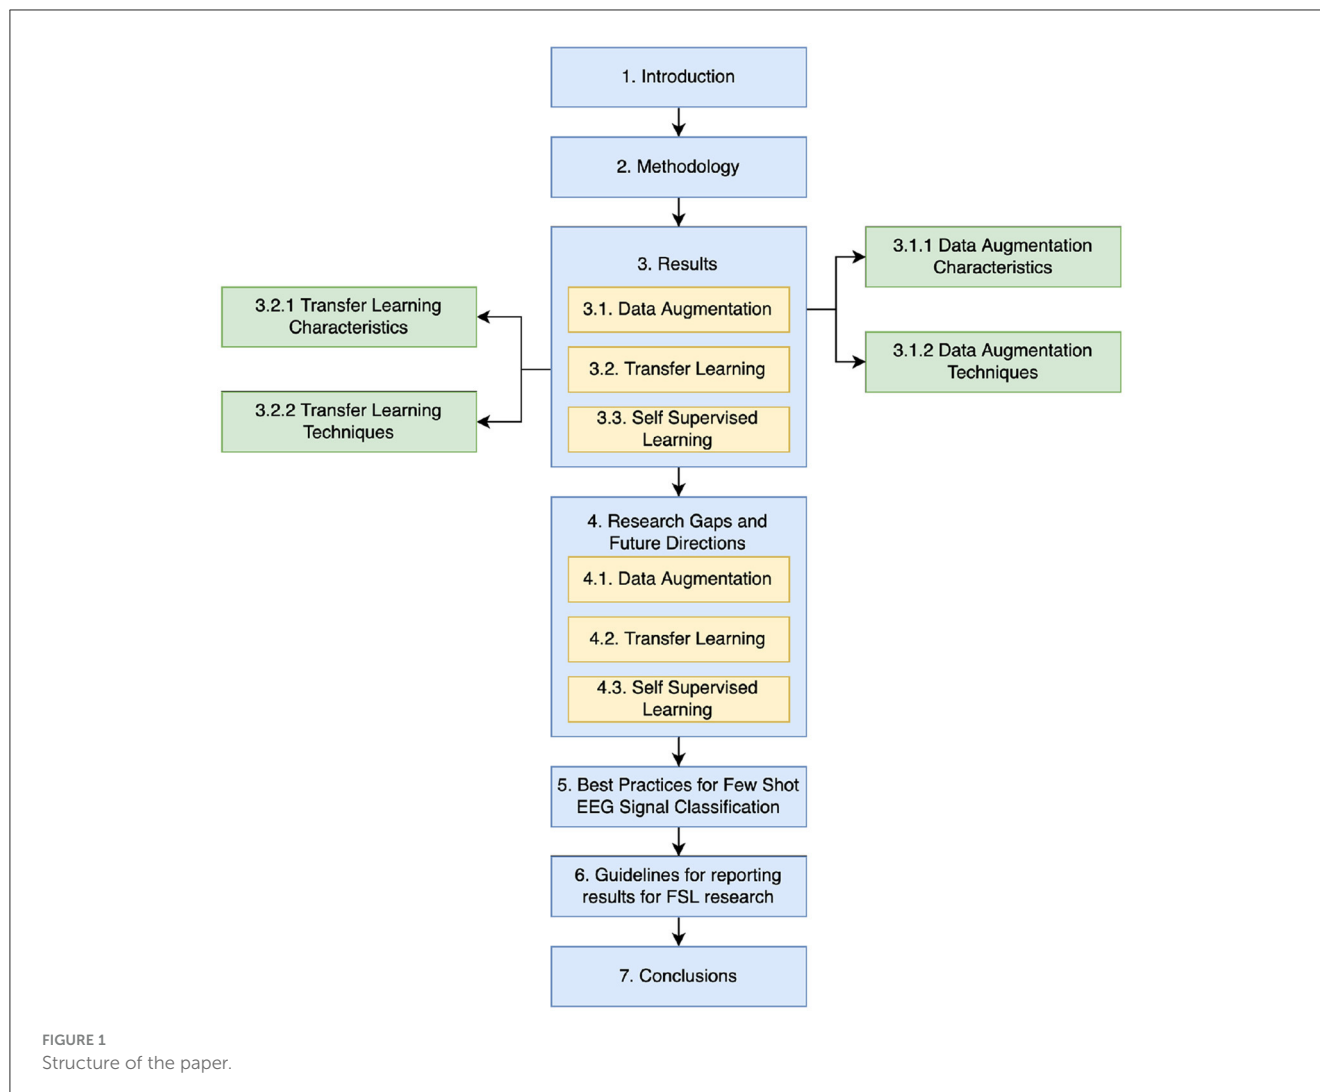 1. Introduction
2. Methodology
3. Results
3.1. Data Augmentation
3.2. Transfer Learning
3.3. Self Supervised
Learning
3.1.1 Data Augmentation
Characteristics
3.1.2 Data Augmentation
Techniques
3.2.1 Transfer Learning
Characteristics
3.2.2 Transfer Learning
Techniques
4. Research Gaps and
Future Directions
4.1. Data Augmentation
4.2. Transfer Learning
4.3. Self Supervised
Learning
5. Best Practices for Few Shot
EEG Signal Classification
6. Guidelines for reporting
results for FSL research
7. Conclusions
FIGURE 1
Structure of the paper.